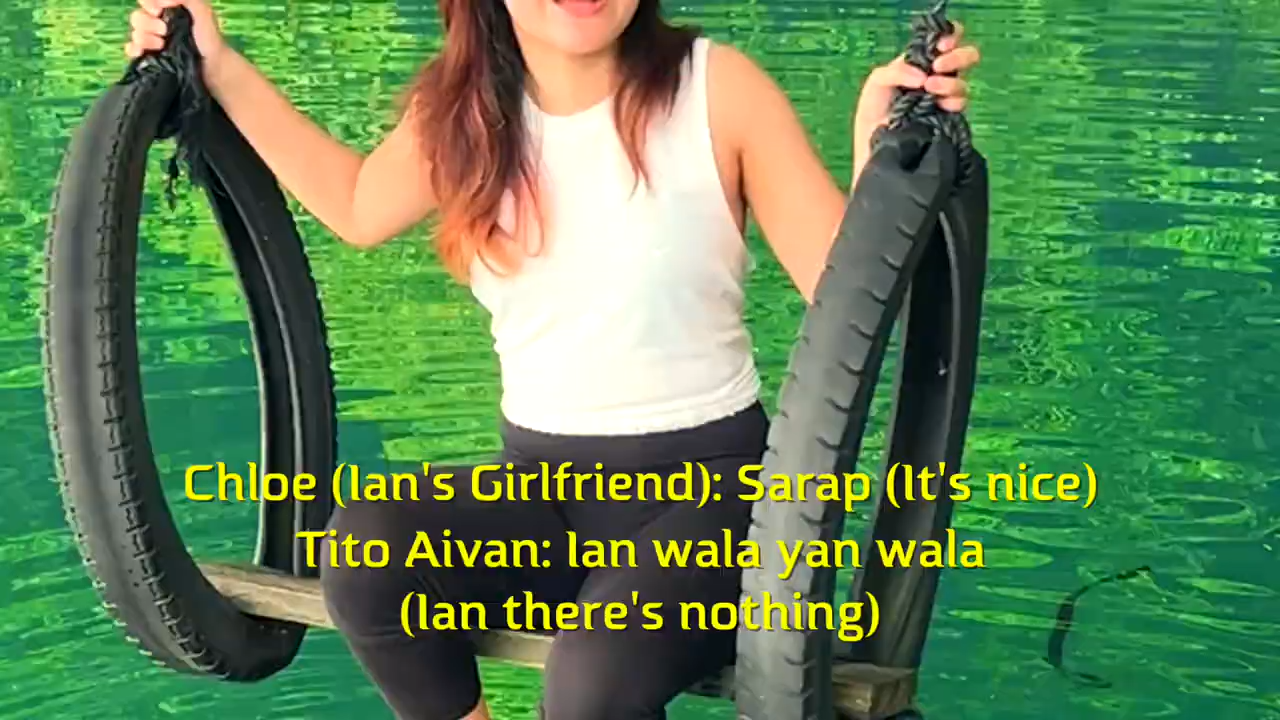 Chloe (Ian's Girlfriend): Sarap (It's nice)
Tito Aivan: Ian wala yan wala
(Ian there's nothing)